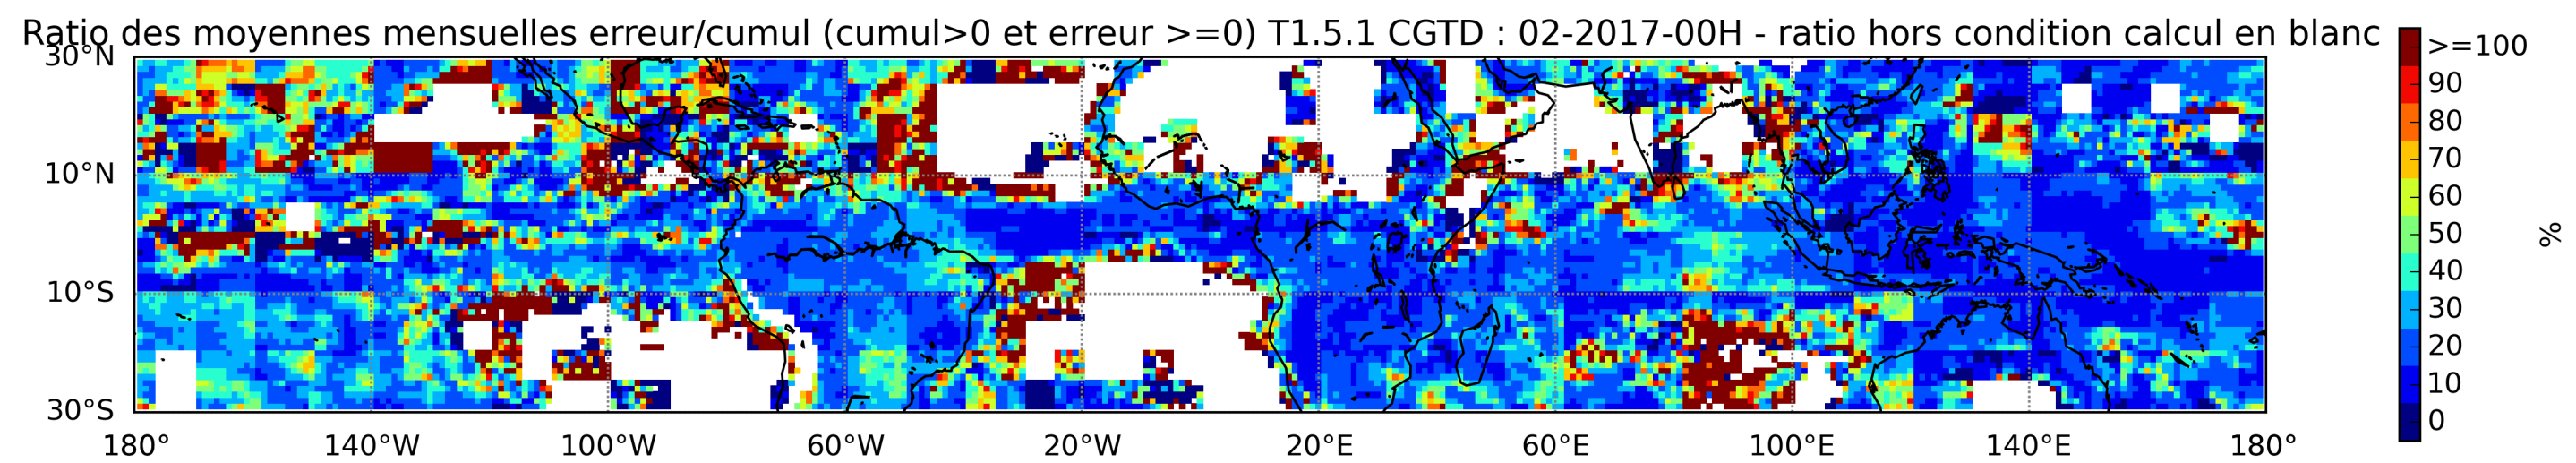 Ratio des moyennes mensuelles erreur/cumul (cumul>0 et erreur >=0) T1.5.1 CGTD : 02-2017-00H - ratio hors condition calcul en blanc
30°N
10°N
10°S
30°S
180° 140°W 100°W 60°W 20°W 20°E 60°E 100°E 140°E 180°
>=100
90
80
70
60
50
40
30
20
10
0
%